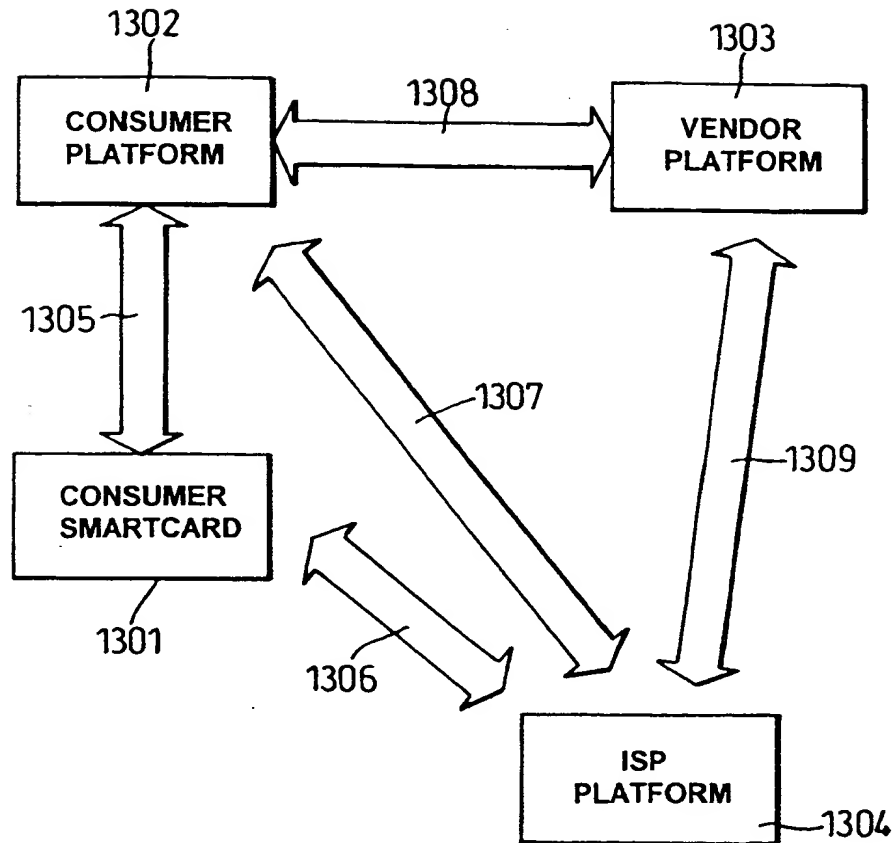 1302
1303
1308
CONSUMER
PLATFORM
VENDOR
PLATFORM
1305
1307
1309
CONSUMER
SMARTCARD
1301
1306
ISP
PLATFORM
1304